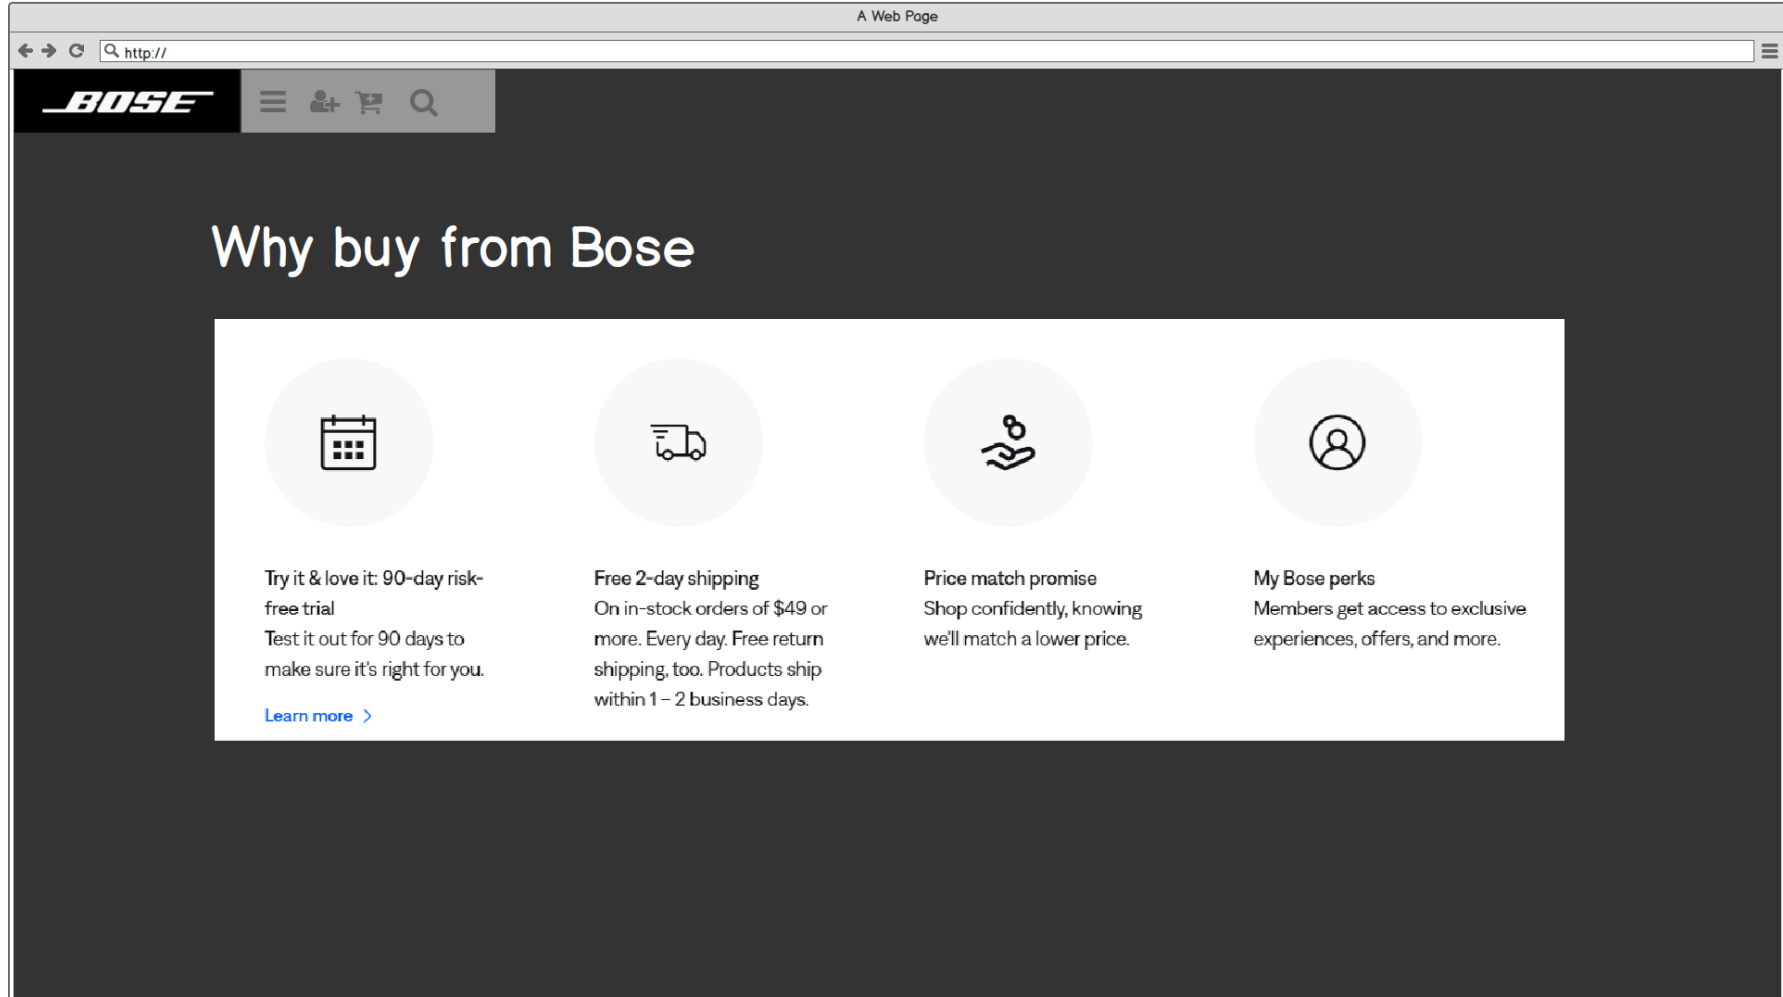 A Web Page
http://
BOSE
Why buy from Bose
Try it & love it: 90-day risk-
free trial
Test it out for 90 days to
make sure it's right for you.
Learn more
Free 2-day shipping
On in-stock orders of $49 or
more. Every day. Free return
shipping, too. Products ship
within 1 – 2 business days.
Price match promise
Shop confidently, knowing
we'll match a lower price.
My Bose perks
Members get access to exclusive
experiences, offers, and more.